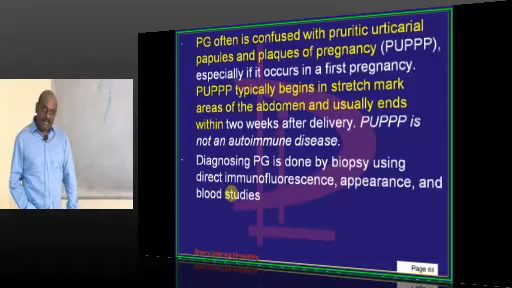 PG often is confused with pruritic urticarial
papules and plaques of pregnancy (PUPPP),
especially if it occurs in a first pregnancy.
PUPPP typically begins in stretch mark
areas of the abdomen and usually ends
within two weeks after delivery. PUPPP is
not an autoimmune disease.
Diagnosing PG is done by biopsy using
direct immunofluorescence, appearance, and
blood studies
Page